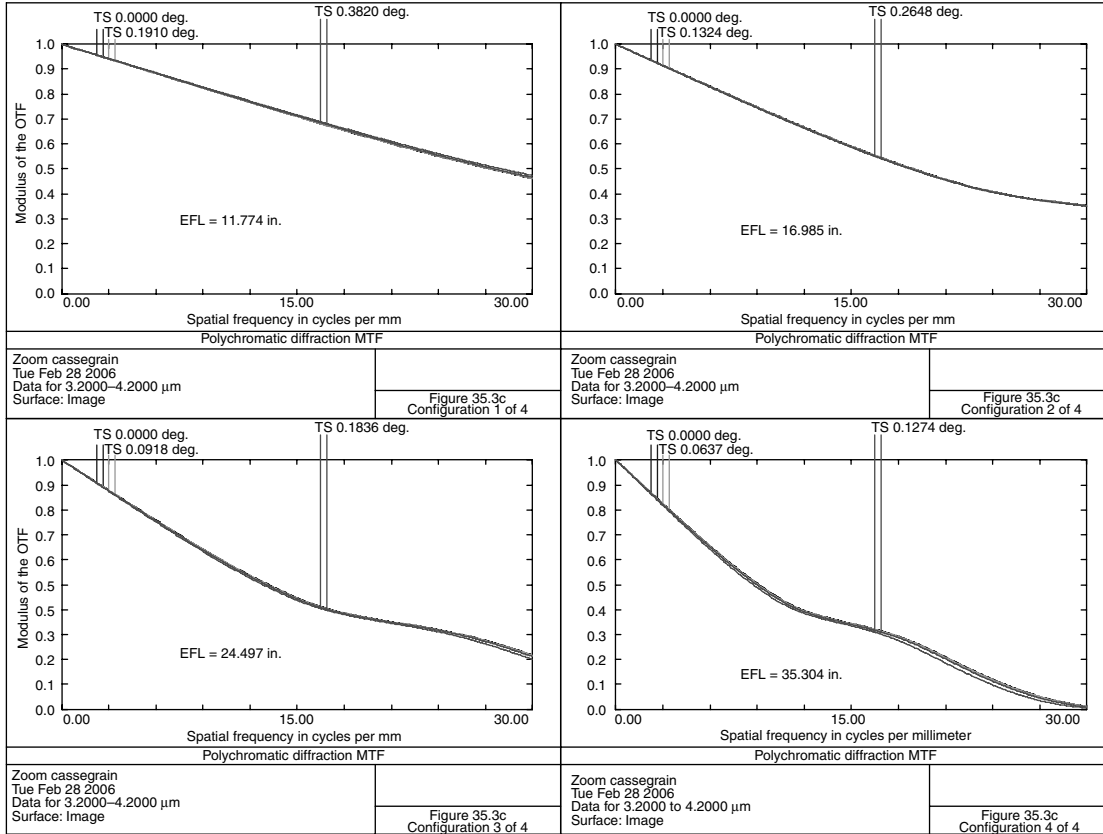 TS 0.0000 deg.
TS 0.1910 deg.
TS 0.3820 deg.
1.0
0.9
0.8
0.7
0.6
0.5
0.4
0.3
0.2
0.1
0.0
Modulus of the OTF
EFL = 11.774 in.
0.00 15.00 30.00
Spatial frequency in cycles per mm
Polychromatic diffraction MTF
Zoom cassegrain
Tue Feb 28 2006
Data for 3.2000–4.2000 µm
Surface: Image
Figure 35.3c
Configuration 1 of 4
TS 0.0000 deg.
TS 0.1324 deg.
TS 0.2648 deg.
1.0
0.9
0.8
0.7
0.6
0.5
0.4
0.3
0.2
0.1
0.0
EFL = 16.985 in.
0.00 15.00 30.00
Spatial frequency in cycles per mm
Polychromatic diffraction MTF
Zoom cassegrain
Tue Feb 28 2006
Data for 3.2000–4.2000 µm
Surface: Image
Figure 35.3c
Configuration 2 of 4
TS 0.0000 deg.
TS 0.0918 deg.
TS 0.1836 deg.
1.0
0.9
0.8
0.7
0.6
0.5
0.4
0.3
0.2
0.1
0.0
Modulus of the OTF
EFL = 24.497 in.
0.00 15.00 30.00
Spatial frequency in cycles per mm
Polychromatic diffraction MTF
Zoom cassegrain
Tue Feb 28 2006
Data for 3.2000–4.2000 µm
Surface: Image
Figure 35.3c
Configuration 3 of 4
TS 0.0000 deg.
TS 0.0637 deg.
TS 0.1274 deg.
1.0
0.9
0.8
0.7
0.6
0.5
0.4
0.3
0.2
0.1
0.0
EFL = 35.304 in.
0.00 15.00 30.00
Spatial frequency in cycles per millimeter
Polychromatic diffraction MTF
Zoom cassegrain
Tue Feb 28 2006
Data for 3.2000 to 4.2000 µm
Surface: Image
Figure 35.3c
Configuration 4 of 4